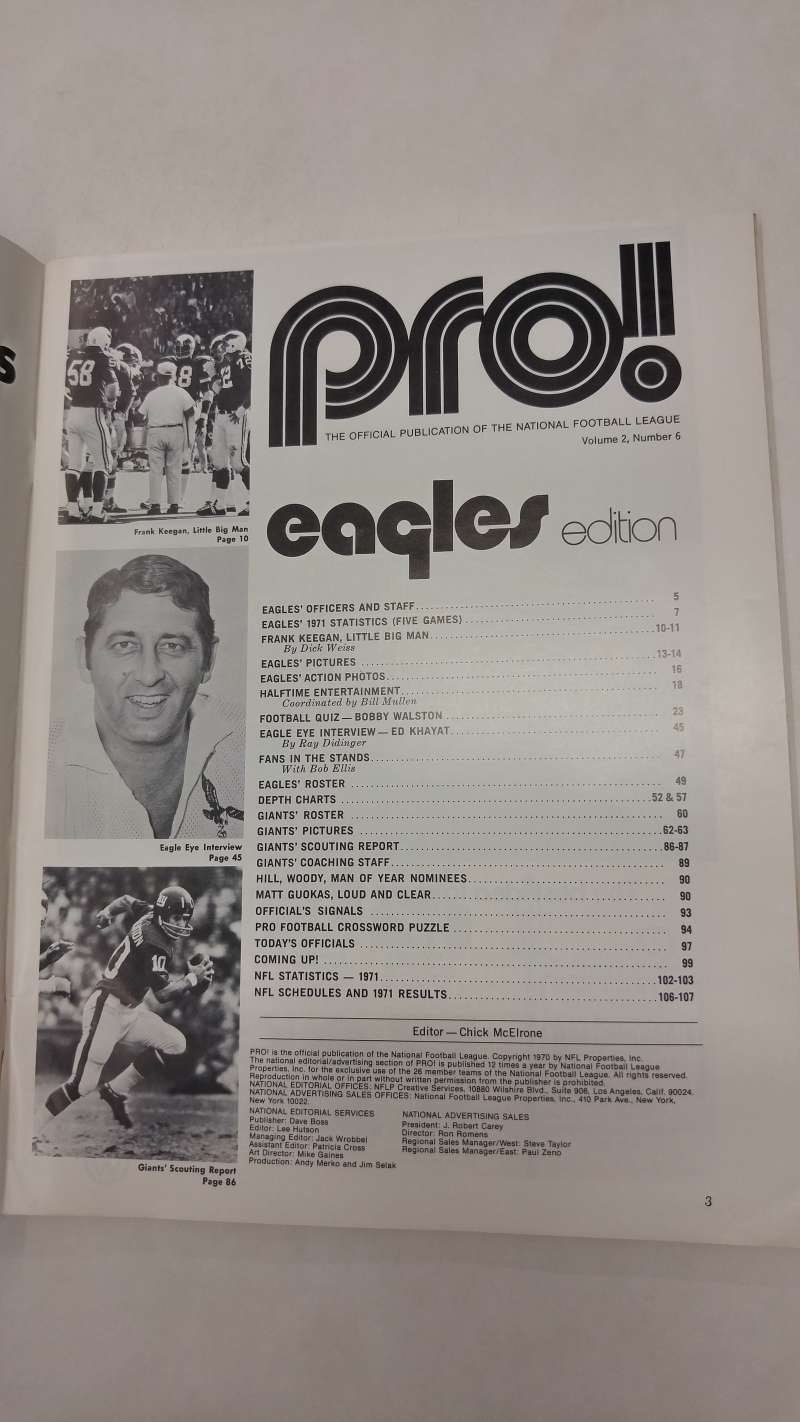 s
58
8
72
Frank Keegan, Little Big Man
Page 10
Eagle Eye Interview
Page 45
10
Giants' Scouting Report
Page 86
pro!
THE OFFICIAL PUBLICATION OF THE NATIONAL FOOTBALL LEAGUE
Volume 2, Number 6
eagles edition
EAGLES' OFFICERS AND STAFF 5
EAGLES' 1971 STATISTICS (FIVE GAMES) 7
FRANK KEEGAN, LITTLE BIG MAN 10-11
By Dick Weiss
EAGLES' PICTURES 13-14
EAGLES' ACTION PHOTOS 16
HALFTIME ENTERTAINMENT 18
Coordinated by Bill Mullen
FOOTBALL QUIZ — BOBBY WALSTON 23
EAGLE EYE INTERVIEW — ED KHAYAT 45
By Ray Didinger
FANS IN THE STANDS 47
With Bob Ellis
EAGLES' ROSTER 49
DEPTH CHARTS 52 & 57
GIANTS' ROSTER 60
GIANTS' PICTURES 62-63
GIANTS' SCOUTING REPORT 86-87
GIANTS' COACHING STAFF 89
HILL, WOODY, MAN OF YEAR NOMINEES 90
MATT GUOKAS, LOUD AND CLEAR 90
OFFICIAL'S SIGNALS 93
PRO FOOTBALL CROSSWORD PUZZLE 94
TODAY'S OFFICIALS 97
COMING UP! 99
NFL STATISTICS — 1971 102-103
NFL SCHEDULES AND 1971 RESULTS 106-107
Editor — Chick McElrone
PRO! is the official publication of the National Football League. Copyright 1970 by NFL Properties, Inc.
The national editorial/advertising section of PRO! is published 12 times a year by National Football League
Properties, Inc. for the exclusive use of the 26 member teams of the National Football League. All rights reserved.
Reproduction in whole or in part without written permission from the publisher is prohibited.
NATIONAL EDITORIAL OFFICES: NFLP Creative Services, 10880 Wilshire Blvd., Suite 906, Los Angeles, Calif. 90024.
NATIONAL ADVERTISING SALES OFFICES: National Football League Properties, Inc., 410 Park Ave., New York,
New York 10022.
NATIONAL EDITORIAL SERVICES
Publisher: Dave Boss
Editor: Lee Hutson
Managing Editor: Jack Wrobbel
Assistant Editor: Patricia Cross
Art Director: Mike Gaines
Production: Andy Merko and Jim Selak
NATIONAL ADVERTISING SALES
President: J. Robert Carey
Director: Ron Romens
Regional Sales Manager/West: Steve Taylor
Regional Sales Manager/East: Paul Zeno
3